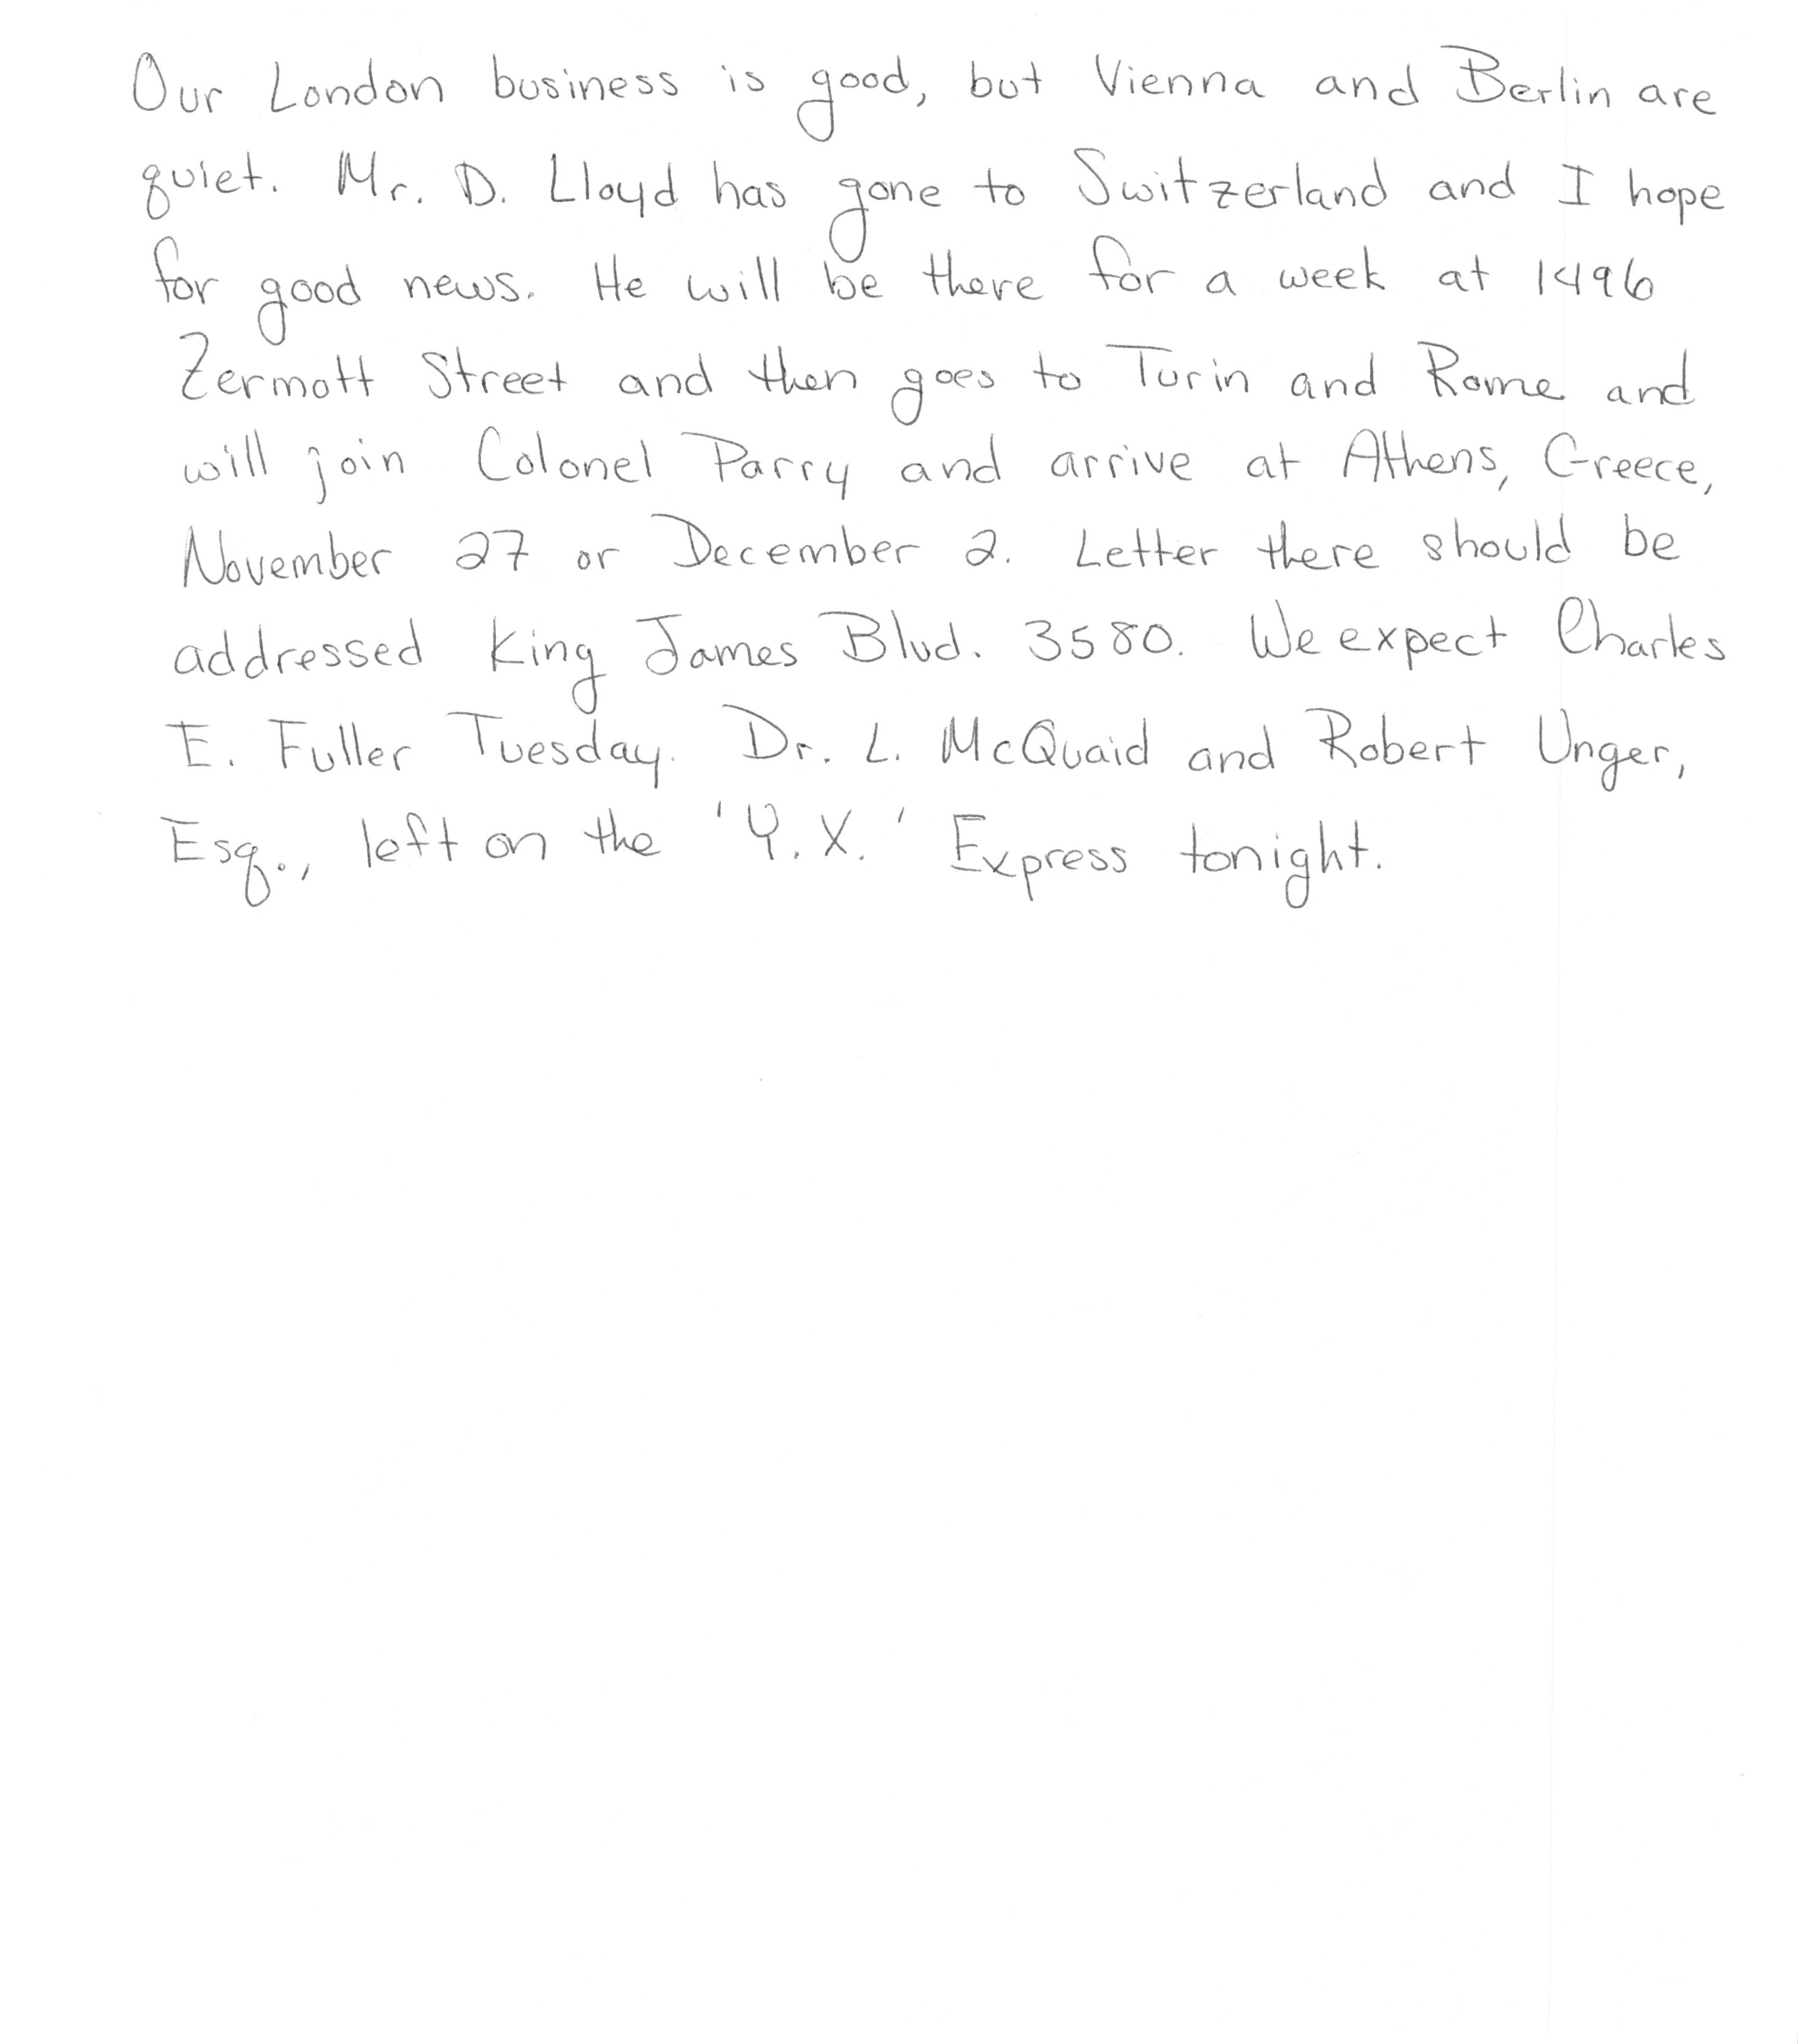 Our London business is good, but Vienna and Berlin are
quiet. Mr. D. Lloyd has gone to Switzerland and I hope
for good news. He will be there for a week at 1496
Zermott Street and then goes to Turin and Rome and
will join Colonel Parry and arrive at Athens, Greece,
November 27 or December 2. Letter there should be
addressed King James Blvd. 3580. We expect Charles
E. Fuller Tuesday. Dr. L. McQuaid and Robert Unger,
Esq., left on the 'Y.X.' Express tonight.